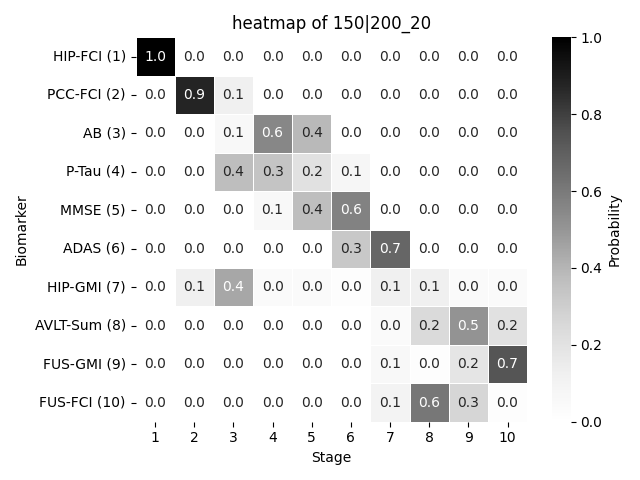 heatmap of 150|200_20
HIP-FCI (1) 1.0 0.0 0.0 0.0 0.0 0.0 0.0 0.0 0.0 0.0
PCC-FCI (2) 0.0 0.9 0.1 0.0 0.0 0.0 0.0 0.0 0.0 0.0
AB (3) 0.0 0.0 0.1 0.6 0.4 0.0 0.0 0.0 0.0 0.0
P-Tau (4) 0.0 0.0 0.4 0.3 0.2 0.1 0.0 0.0 0.0 0.0
MMSE (5) 0.0 0.0 0.0 0.1 0.4 0.6 0.0 0.0 0.0 0.0
ADAS (6) 0.0 0.0 0.0 0.0 0.0 0.3 0.7 0.0 0.0 0.0
HIP-GMI (7) 0.0 0.1 0.4 0.0 0.0 0.0 0.1 0.1 0.0 0.0
AVLT-Sum (8) 0.0 0.0 0.0 0.0 0.0 0.0 0.0 0.2 0.5 0.2
FUS-GMI (9) 0.0 0.0 0.0 0.0 0.0 0.0 0.1 0.0 0.2 0.7
FUS-FCI (10) 0.0 0.0 0.0 0.0 0.0 0.0 0.1 0.6 0.3 0.0
1 2 3 4 5 6 7 8 9 10
Stage
Biomarker
1.0
0.8
0.6
0.4
0.2
0.0
Probability